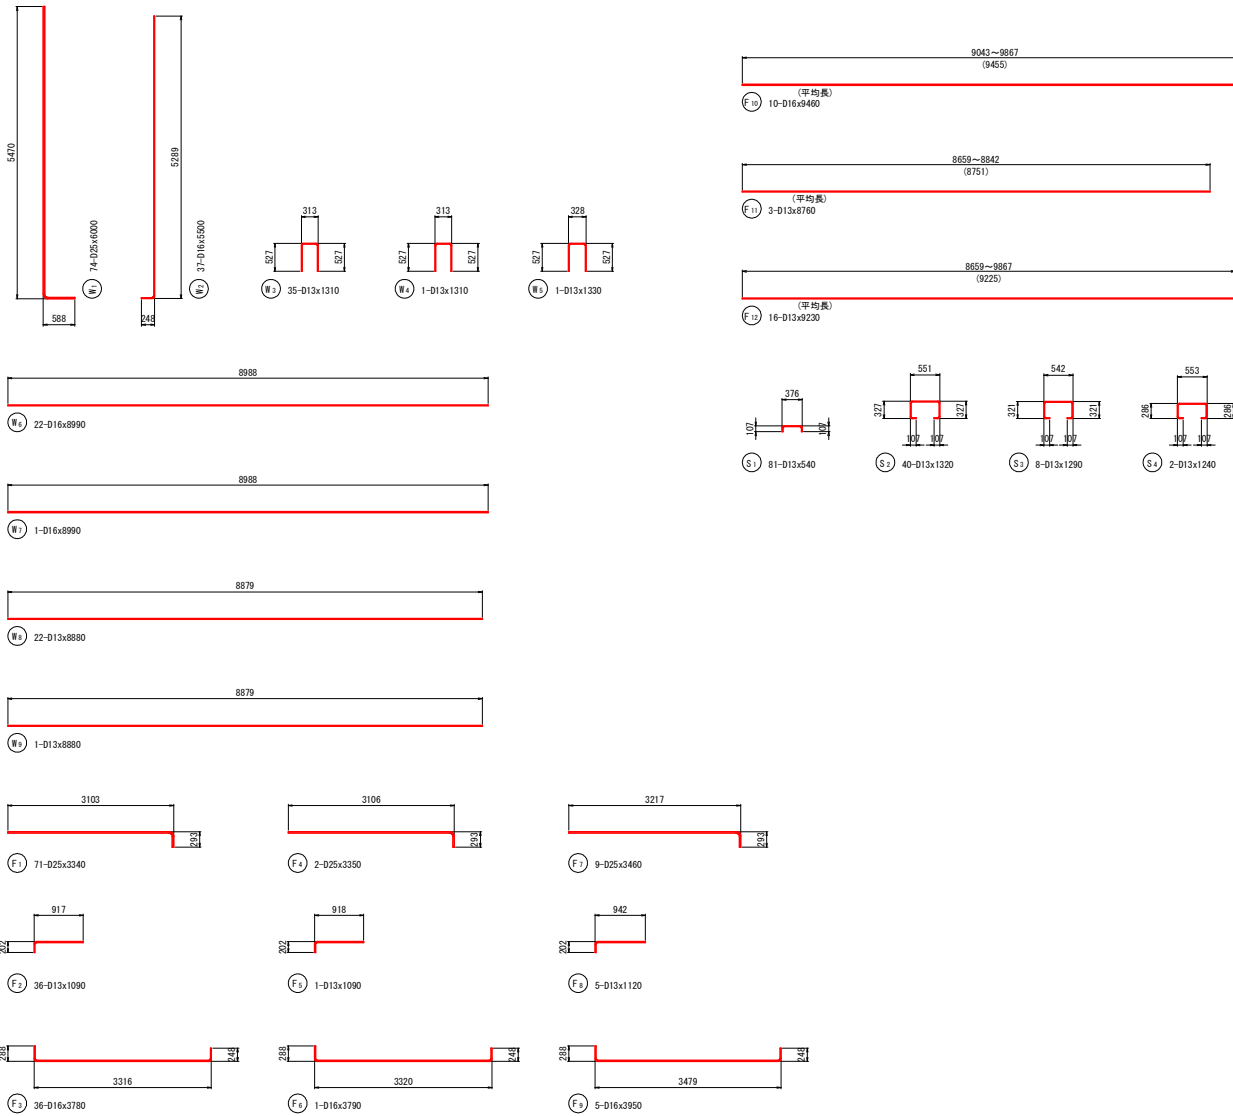 5470
588
W1 74-D25x6000
5289
248
W2 37-D16x5500
313
527
527
W3 35-D13x1310
313
527
527
W4 1-D13x1310
328
527
527
W5 1-D13x1330
8988
W6 22-D16x8990
8988
W7 1-D16x8990
8879
W8 22-D13x8880
8879
W9 1-D13x8880
3103
293
F1 71-D25x3340
3106
293
F4 2-D25x3350
3217
293
F7 9-D25x3460
917
202
F2 36-D13x1090
918
202
F5 1-D13x1090
942
202
F8 5-D13x1120
288
248
3316
F3 36-D16x3780
288
248
3320
F6 1-D16x3790
288
248
3479
F9 5-D16x3950
9043～9867
(9455)
(平均長)
F10 10-D16x9460
8659～8842
(8751)
(平均長)
F11 3-D13x8760
8659～9867
(9225)
(平均長)
F12 16-D13x9230
376
107
107
S1 81-D13x540
551
327
327
107
107
S2 40-D13x1320
542
321
321
107
107
S3 8-D13x1290
553
286
286
107
107
S4 2-D13x1240